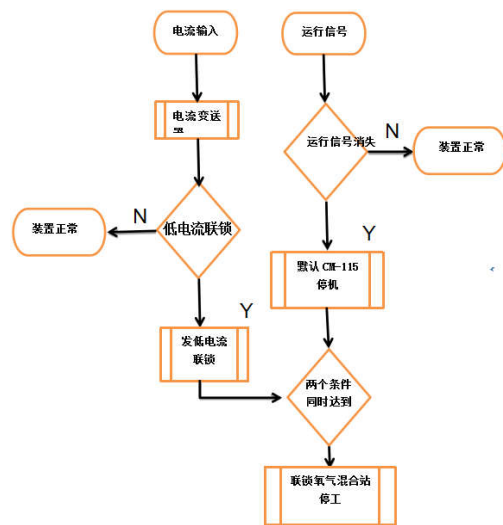 电流输入
运行信号
电流变送
运行信号消失
N
装置正常
N
装置正常
低电流联锁
Y
默认 CM-115
停机
Y
发低电流
联锁
两个条件
同时达到
联锁氧气混合站
停工